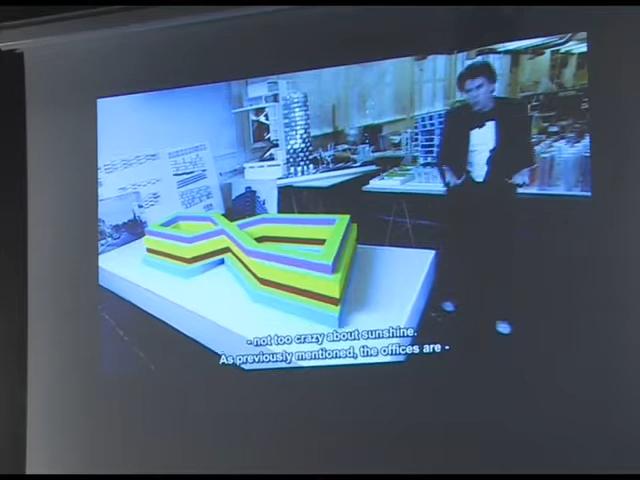 - not too crazy about sunshine.
As previously mentioned, the offices are -